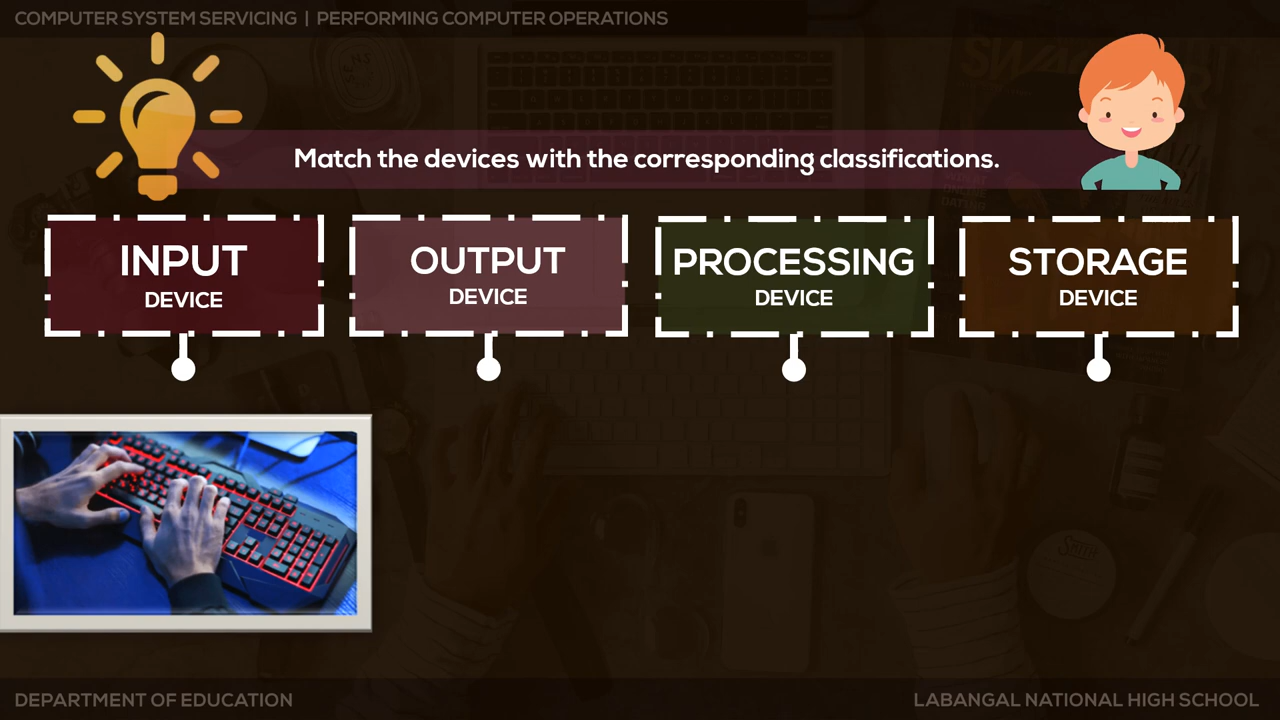 COMPUTER SYSTEM SERVICING | PERFORMING COMPUTER OPERATIONS
Match the devices with the corresponding classifications.
INPUT
DEVICE
OUTPUT
DEVICE
PROCESSING
DEVICE
STORAGE
DEVICE
DEPARTMENT OF EDUCATION
LABANGAL NATIONAL HIGH SCHOOL